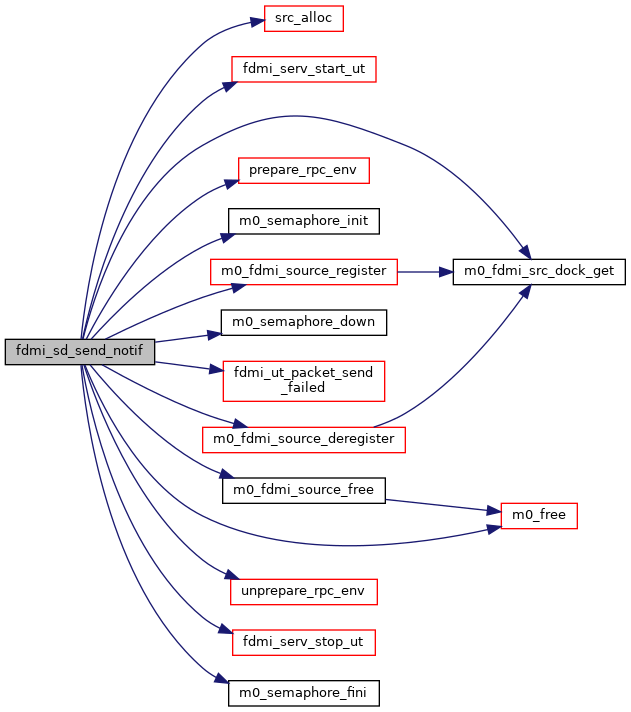 src_alloc
fdmi_serv_start_ut
prepare_rpc_env
m0_semaphore_init
m0_fdmi_source_register
m0_fdmi_src_dock_get
m0_semaphore_down
fdmi_sd_send_notif
fdmi_ut_packet_send
_failed
m0_fdmi_source_deregister
m0_fdmi_source_free
m0_free
unprepare_rpc_env
fdmi_serv_stop_ut
m0_semaphore_fini